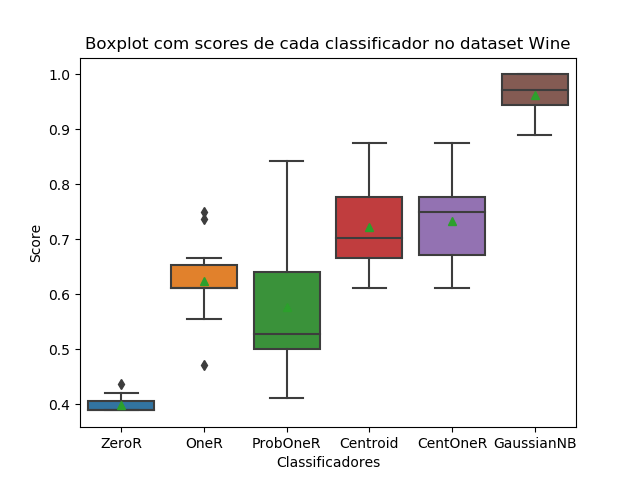 Boxplot com scores de cada classificador no dataset Wine
1.0
0.9
0.8
0.7
0.6
0.5
0.4
Score
ZeroR OneR ProbOneR Centroid CentOneR GaussianNB
Classificadores